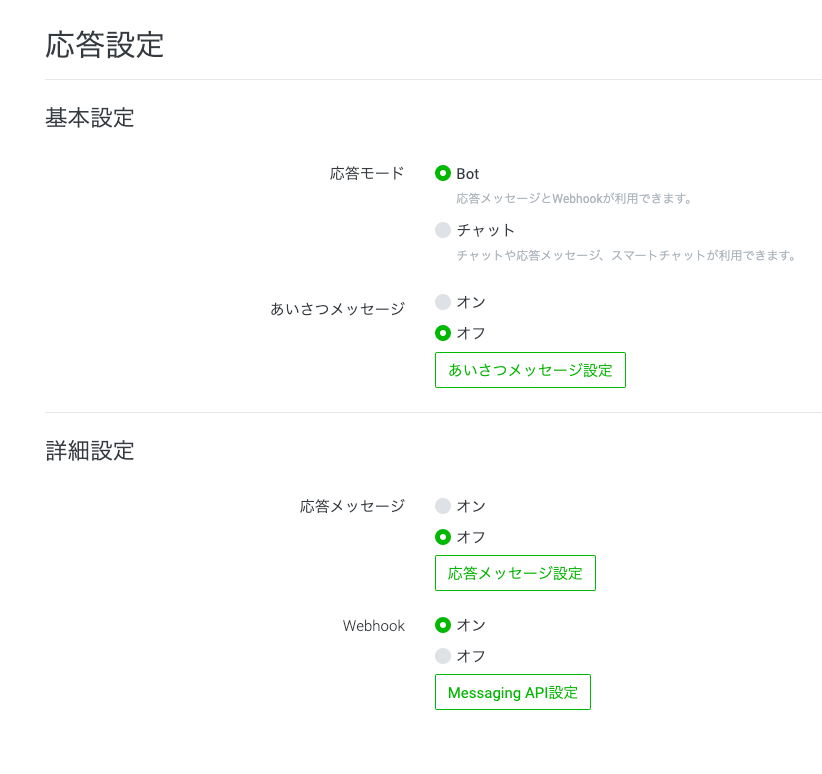 応答設定
基本設定
応答モード
Bot
応答メッセージとWebhookが利用できます。
チャット
チャットや応答メッセージ、スマートチャットが利用できます。
あいさつメッセージ
オン
オフ
あいさつメッセージ設定
詳細設定
応答メッセージ
オン
オフ
応答メッセージ設定
Webhook
オン
オフ
Messaging API設定